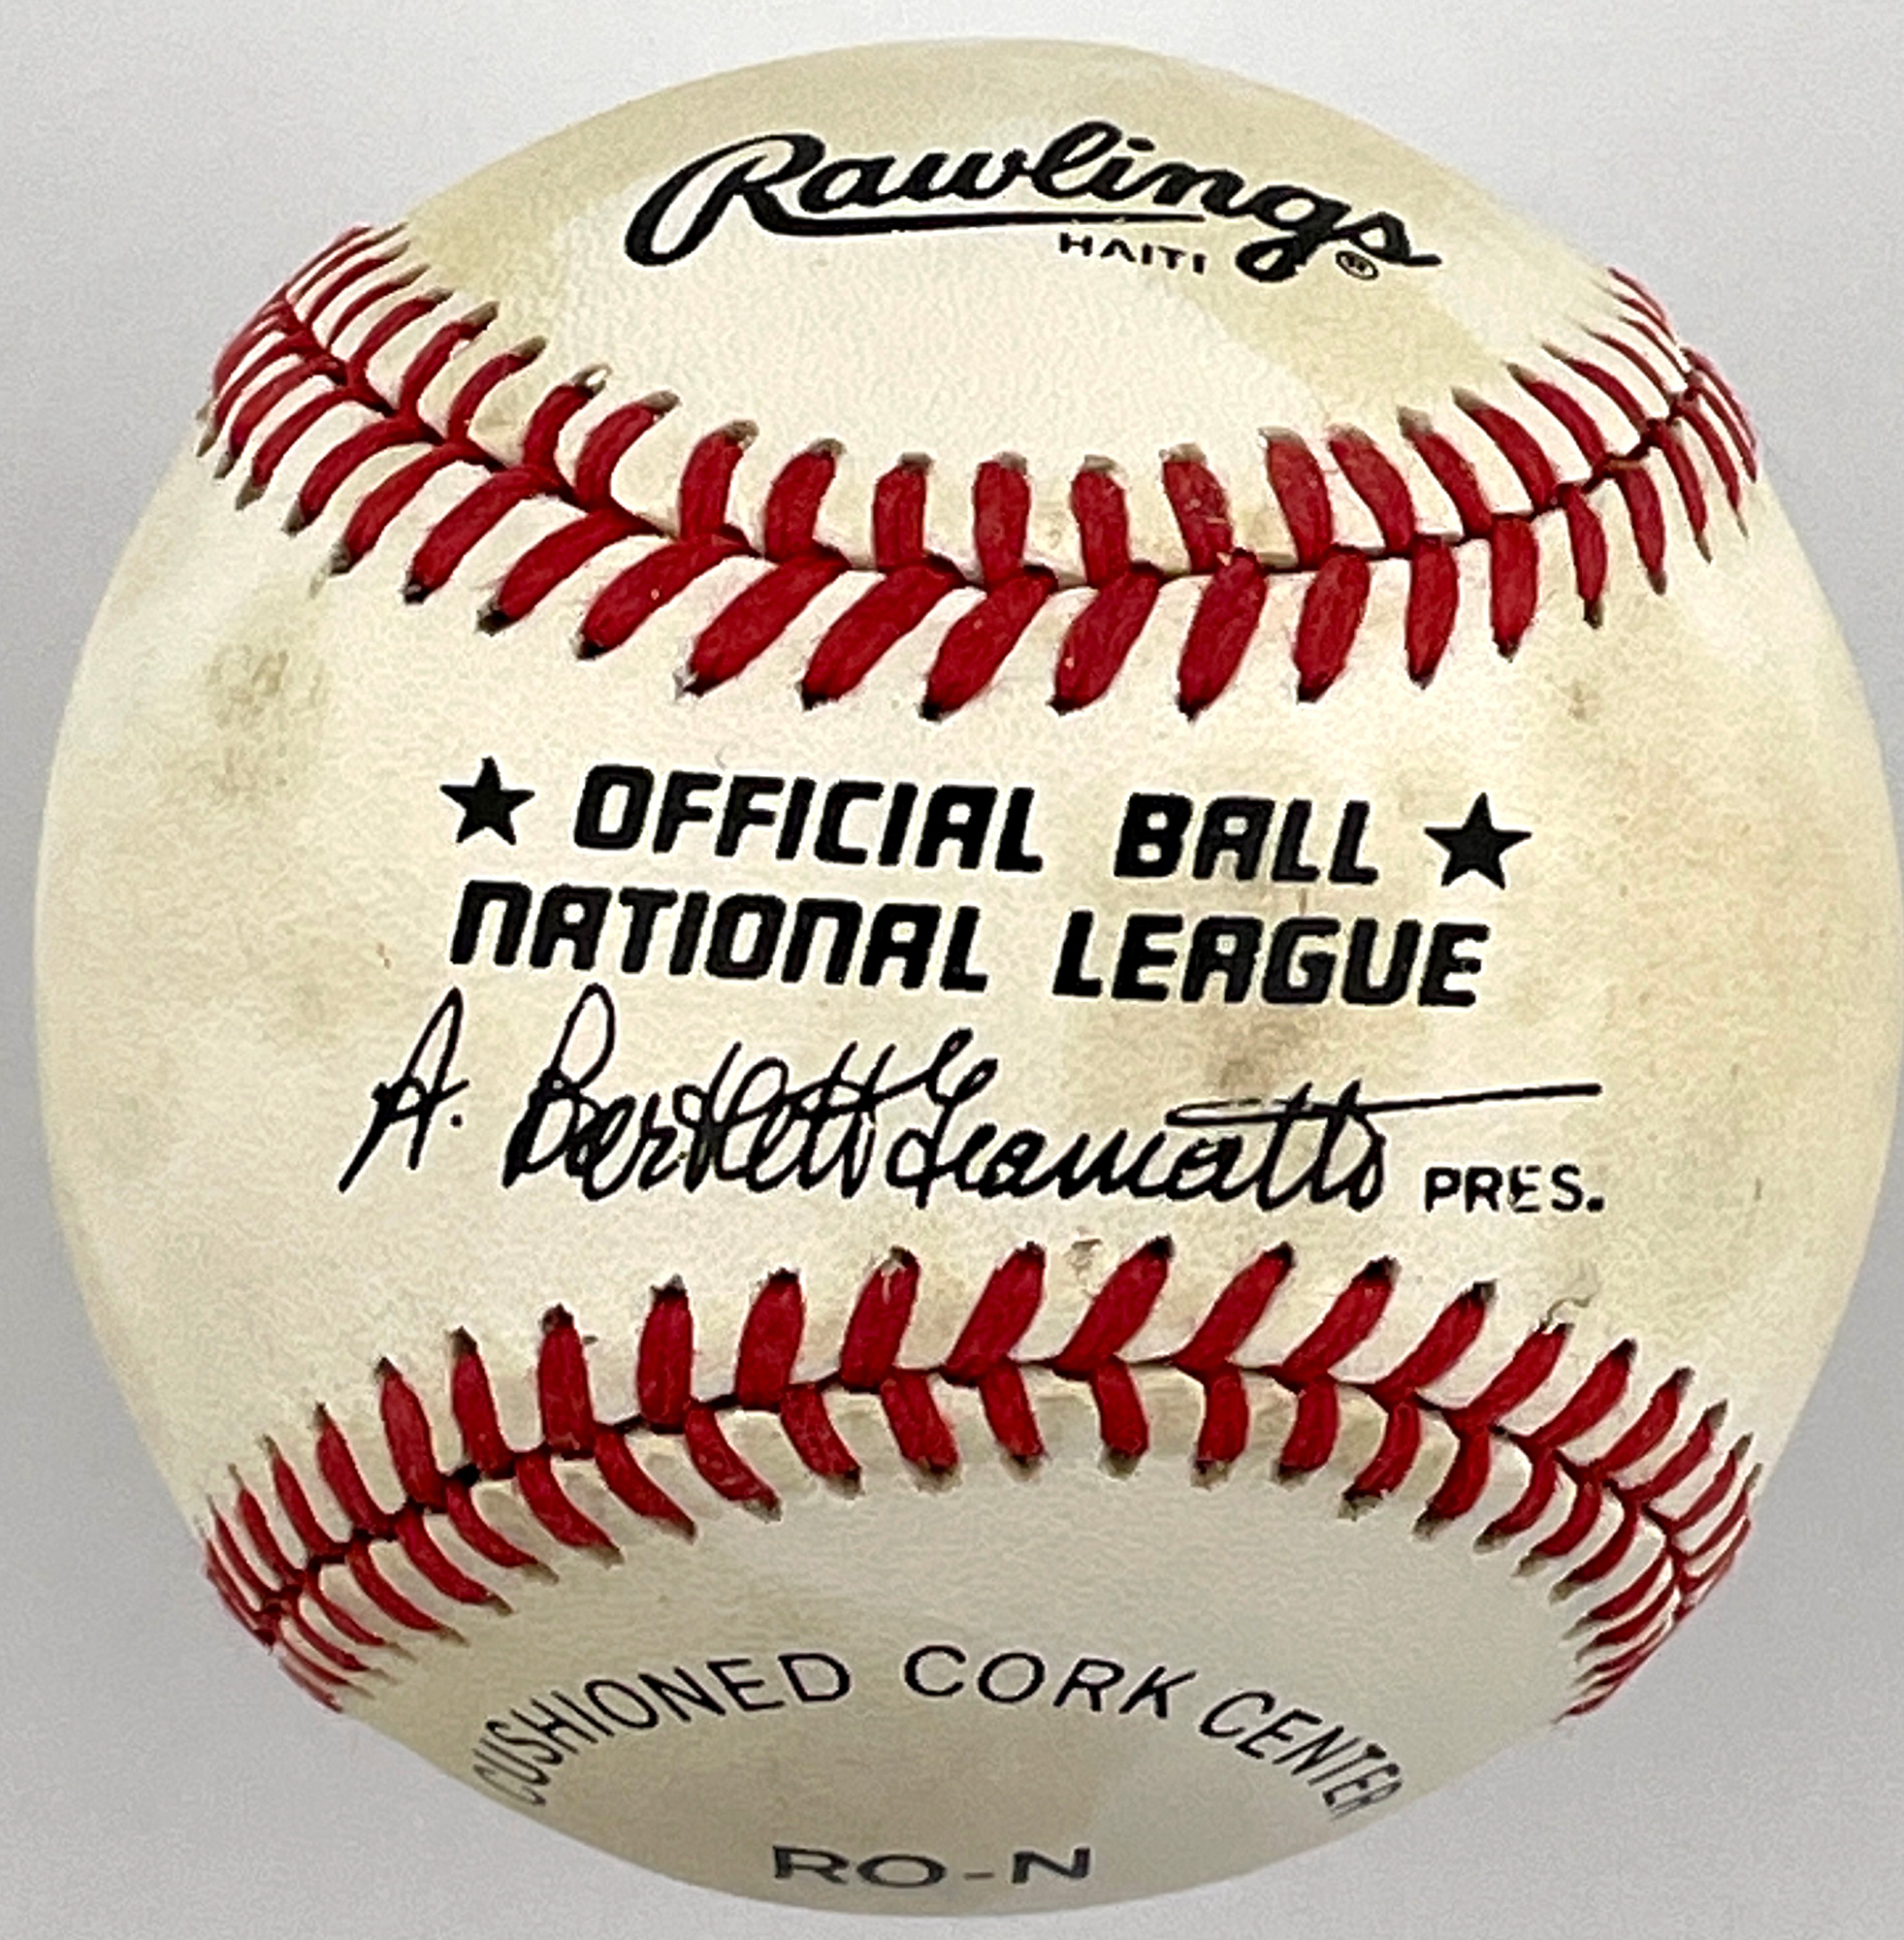 Rawlings
HAITI ®
★ OFFICIAL BALL ★
NATIONAL LEAGUE
A. Bartlett Giamatti PRES.
CUSHIONED CORK CENTER
RO-N